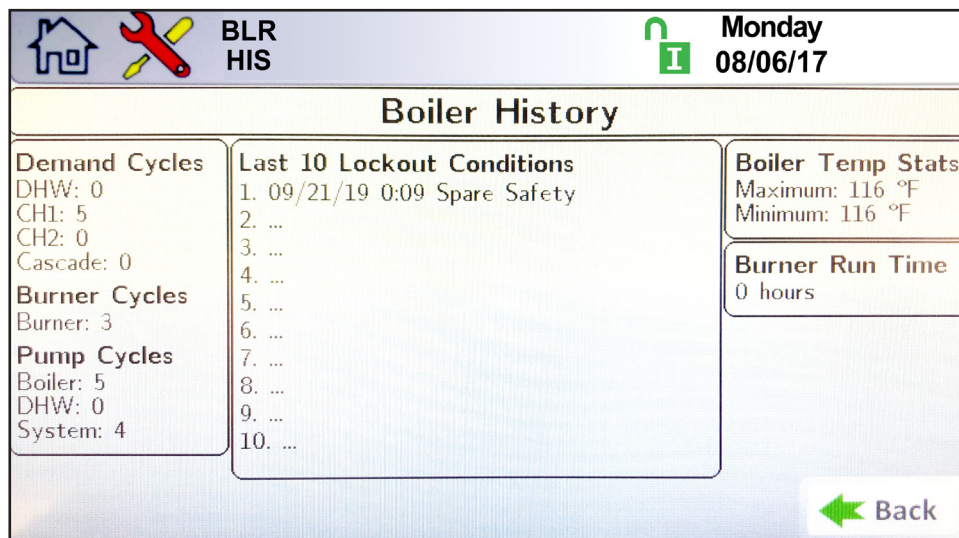 BLR
HIS
Monday
08/06/17
I
Boiler History
Demand Cycles
DHW: 0
CH1: 5
CH2: 0
Cascade: 0
Burner Cycles
Burner: 3
Pump Cycles
Boiler: 5
DHW: 0
System: 4
Last 10 Lockout Conditions
1. 09/21/19 0:09 Spare Safety
2. ...
3. ...
4. ...
5. ...
6. ...
7. ...
8. ...
9. ...
10. ...
Boiler Temp Stats
Maximum: 116 °F
Minimum: 116 °F
Burner Run Time
0 hours
Back